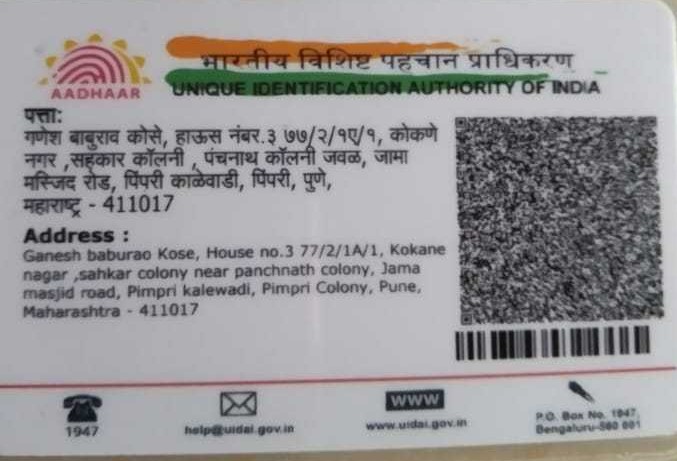 भारतीय विशिष्ट पहचान प्राधिकरण
AADHAAR
UNIQUE IDENTIFICATION AUTHORITY OF INDIA
पत्ता:
गणेश बाबुराव कोसे, हाऊस नंबर.३ ७७/२/१ए/१, कोकणे
नगर ,सहकार कॉलनी , पंचनाथ कॉलनी जवळ, जामा
मस्जिद रोड, पिंपरी काळेवाडी, पिंपरी, पुणे,
महाराष्ट्र - 411017
Address :
Ganesh baburao Kose, House no.3 77/2/1A/1, Kokane
nagar ,sahkar colony near panchnath colony, Jama
masjid road, Pimpri kalewadi, Pimpri Colony, Pune,
Maharashtra - 411017
1947
help@uidai.gov.in
www
www.uidai.gov.in
P.O. Box No. 1947,
Bengaluru-560 001